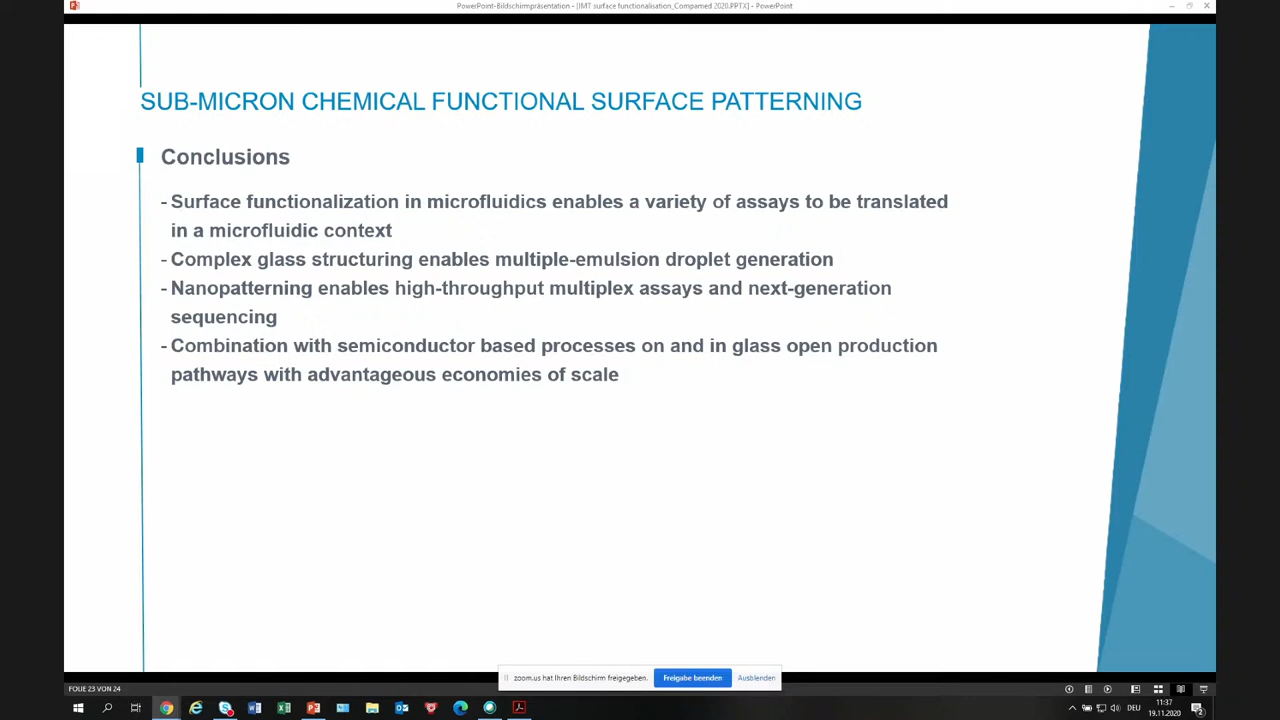 PowerPoint-Bildschirmpräsentation - [IMT surface functionalisation_Compamed 2020.PPTX] - PowerPoint
SUB-MICRON CHEMICAL FUNCTIONAL SURFACE PATTERNING
Conclusions
- Surface functionalization in microfluidics enables a variety of assays to be translated
in a microfluidic context
- Complex glass structuring enables multiple-emulsion droplet generation
- Nanopatterning enables high-throughput multiplex assays and next-generation
sequencing
- Combination with semiconductor based processes on and in glass open production
pathways with advantageous economies of scale
zoom.us hat Ihren Bildschirm freigegeben.
Freigabe beenden
Ausblenden
FOLIE 23 VON 24
DEU
11:37
19.11.2020
2